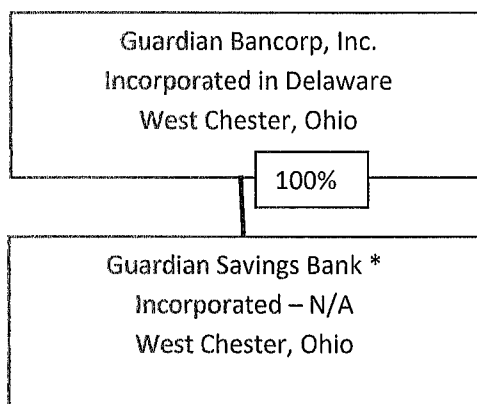 Guardian Bancorp, Inc.
Incorporated in Delaware
West Chester, Ohio
100%
Guardian Savings Bank *
Incorporated – N/A
West Chester, Ohio